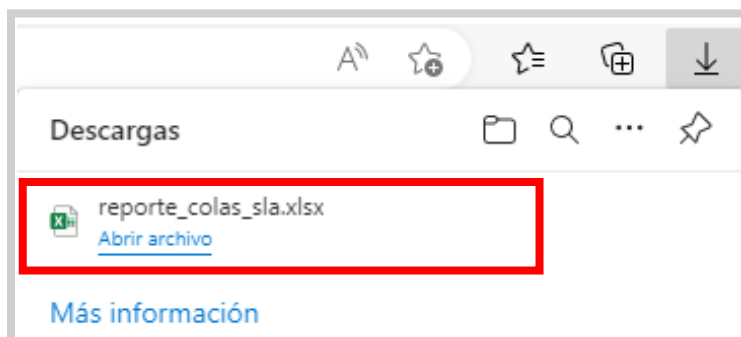 Descargas
reporte_colas_sla.xlsx
Abrir archivo
Más información